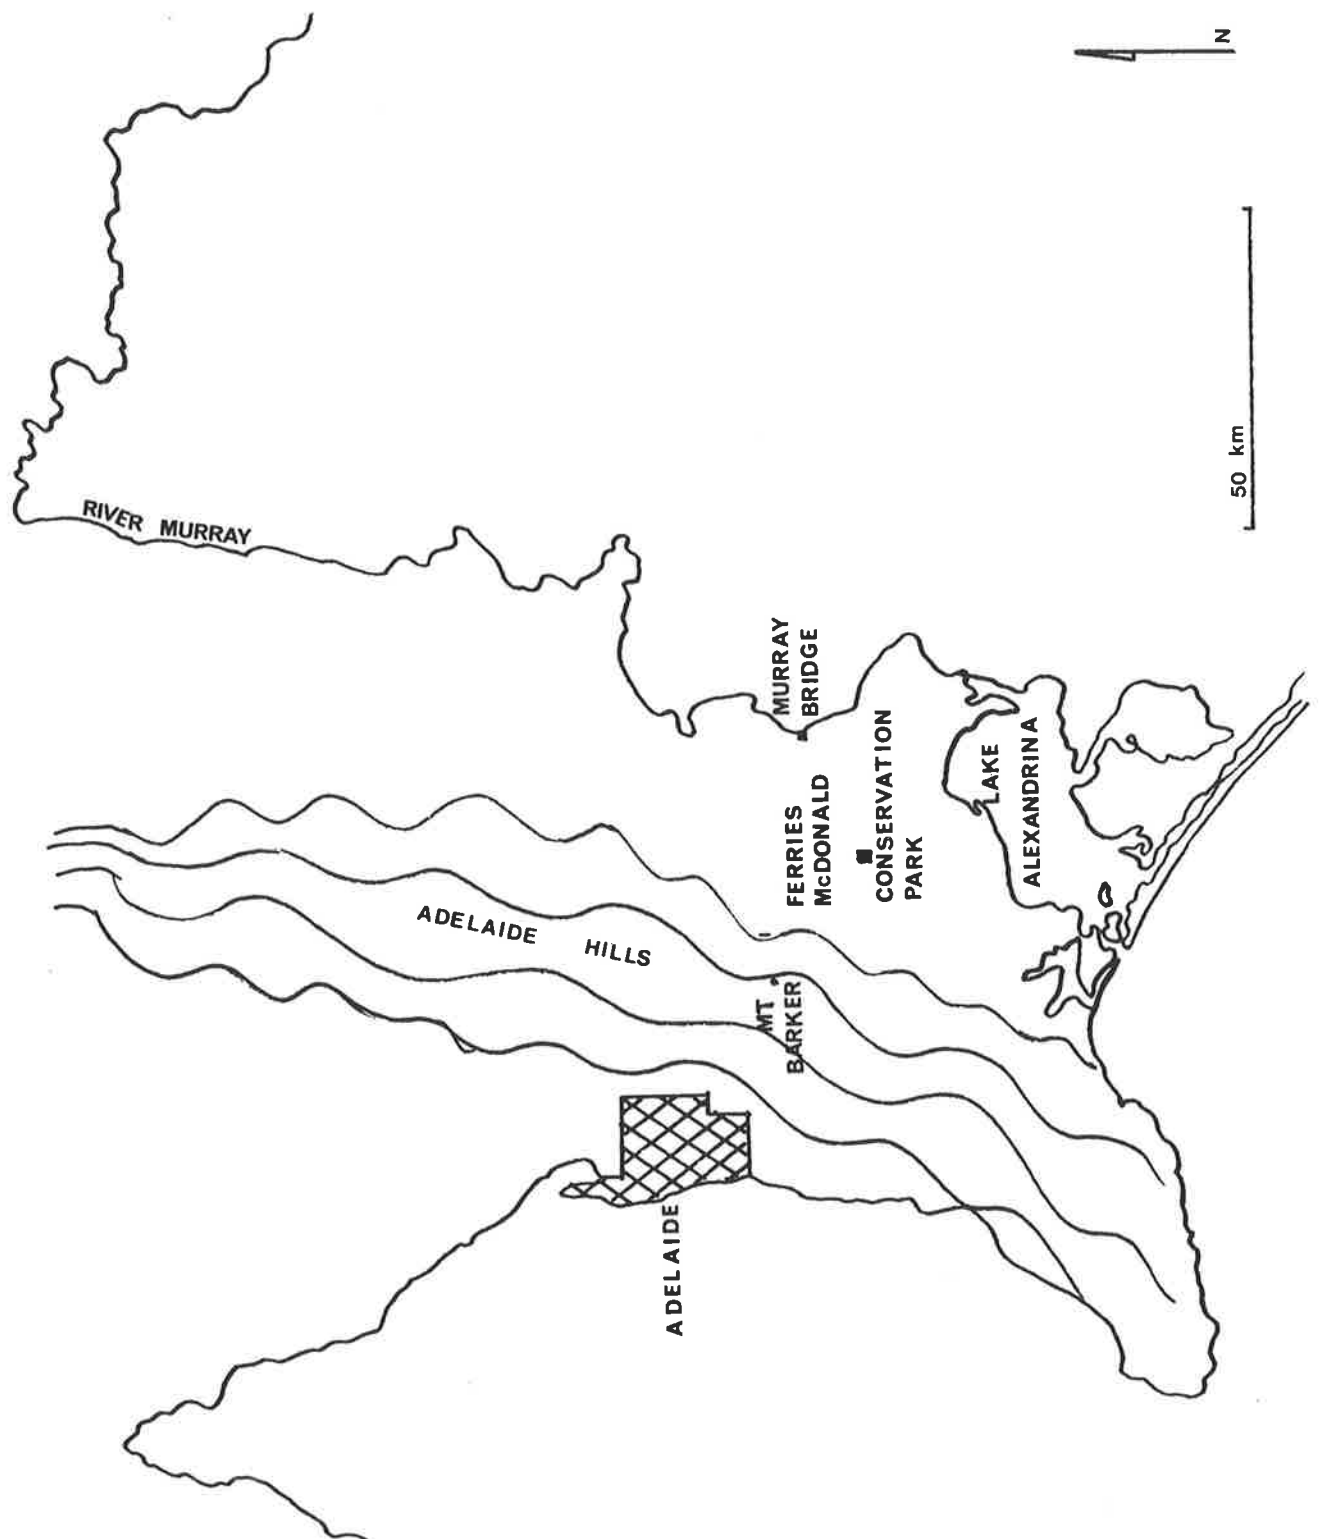 N
RIVER MURRAY
50 km
MURRAY
BRIDGE
FERRIES
McDONALD
CONSERVATION
PARK
LAKE
ALEXANDRINA
ADELAIDE HILLS
MT
BARKER
ADELAIDE